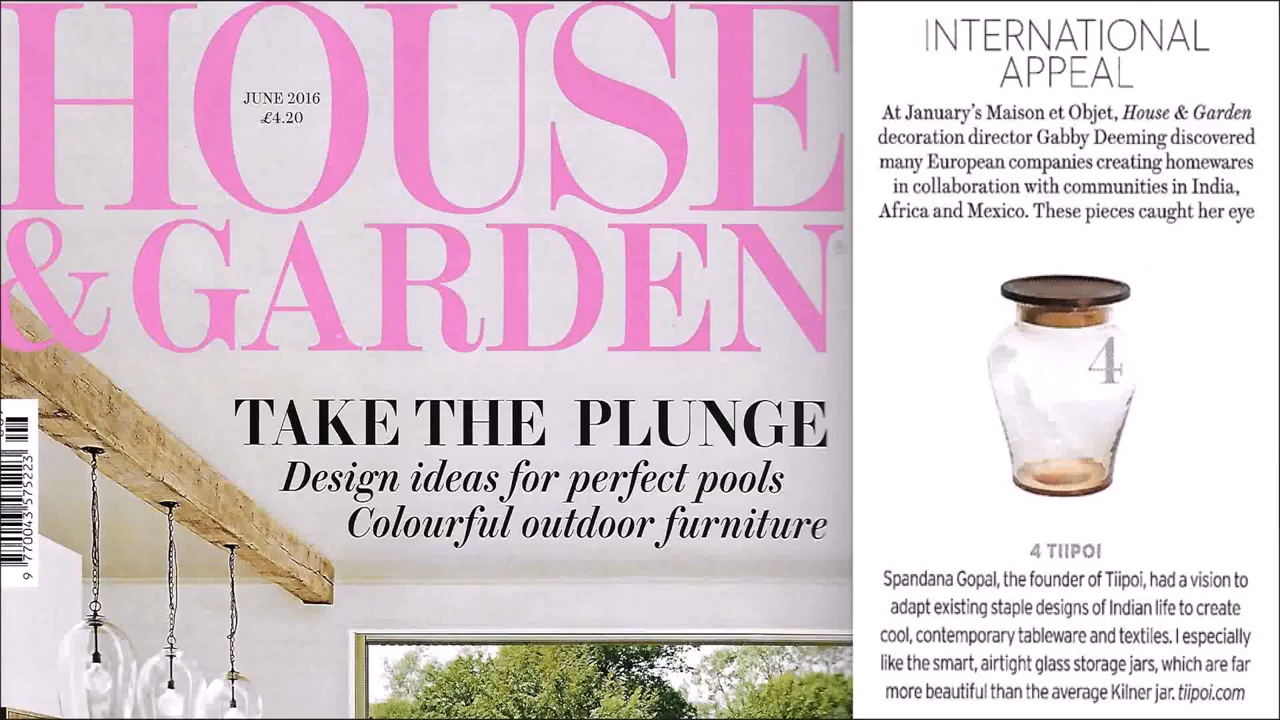 HOUSE
JUNE 2016
£4.20
& GARDEN
TAKE THE PLUNGE
Design ideas for perfect pools
Colourful outdoor furniture
9 770043 575223
INTERNATIONAL
APPEAL
At January's Maison et Objet, House & Garden
decoration director Gabby Deeming discovered
many European companies creating homewares
in collaboration with communities in India,
Africa and Mexico. These pieces caught her eye
4
4 TIIPOI
Spandana Gopal, the founder of Tiipoi, had a vision to
adapt existing staple designs of Indian life to create
cool, contemporary tableware and textiles. I especially
like the smart, airtight glass storage jars, which are far
more beautiful than the average Kilner jar. tiipoi.com